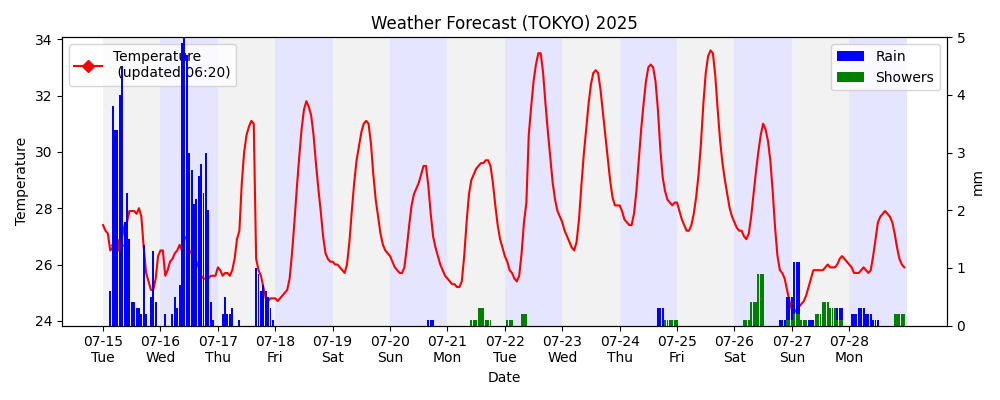 Weather Forecast (TOKYO) 2025
Temperature
(updated 06:20)
Rain
Showers
34
32
30
28
26
24
Temperature
5
4
3
2
1
0
mm
07-15 07-16 07-17 07-18 07-19 07-20 07-21 07-22 07-23 07-24 07-25 07-26 07-27 07-28
Tue Wed Thu Fri Sat Sun Mon Tue Wed Thu Fri Sat Sun Mon
Date